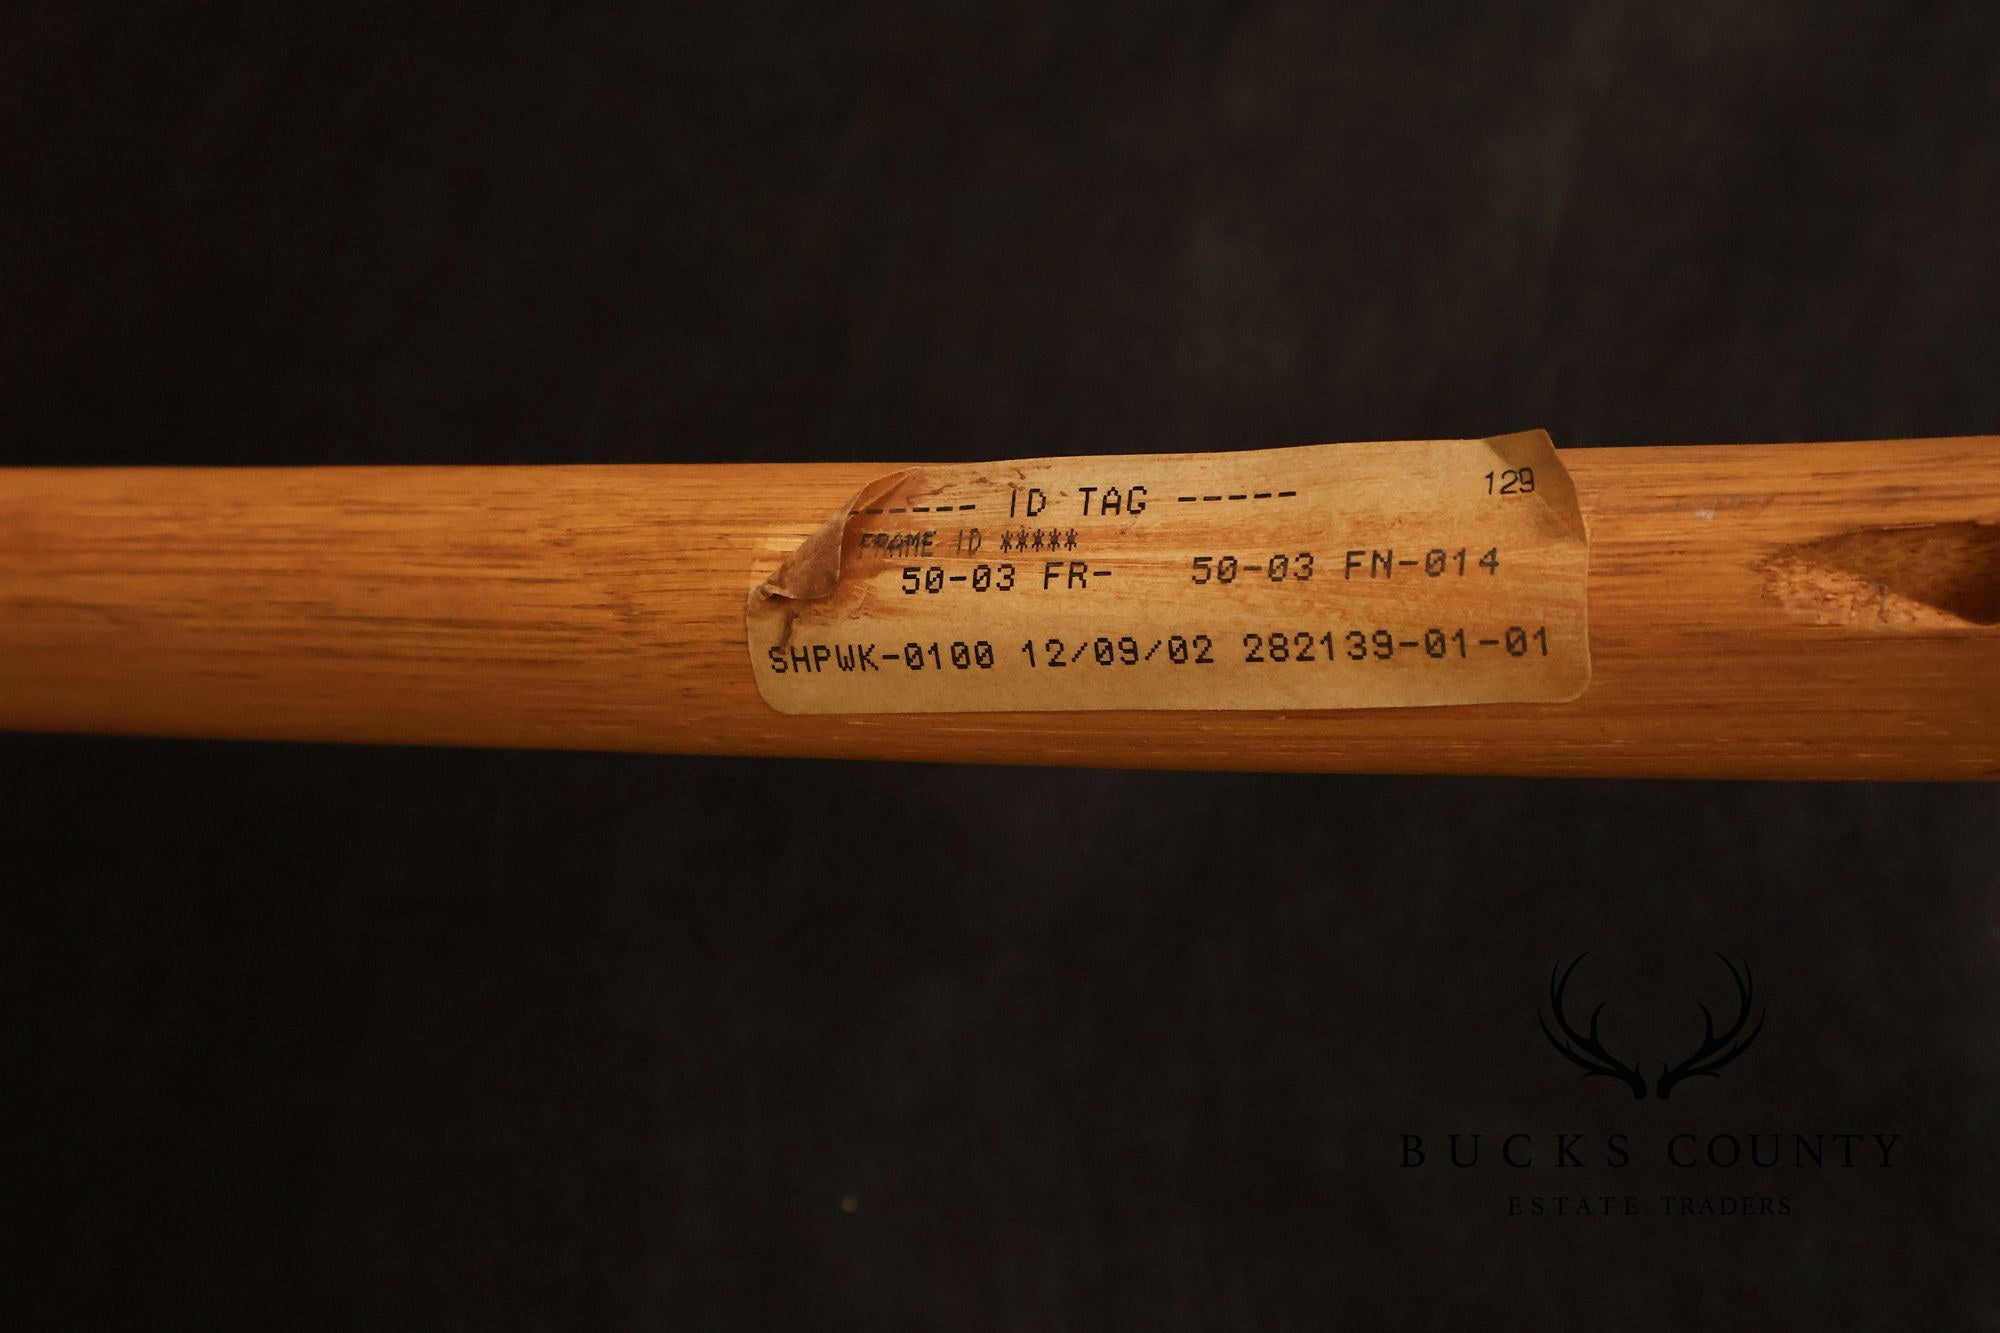 ------ ID TAG -----
129
FRAME ID *****
50-03 FR- 50-03 FN-014
SHPWK-0100 12/09/02 282139-01-01
BUCKS COUNTY
ESTATE TRADERS